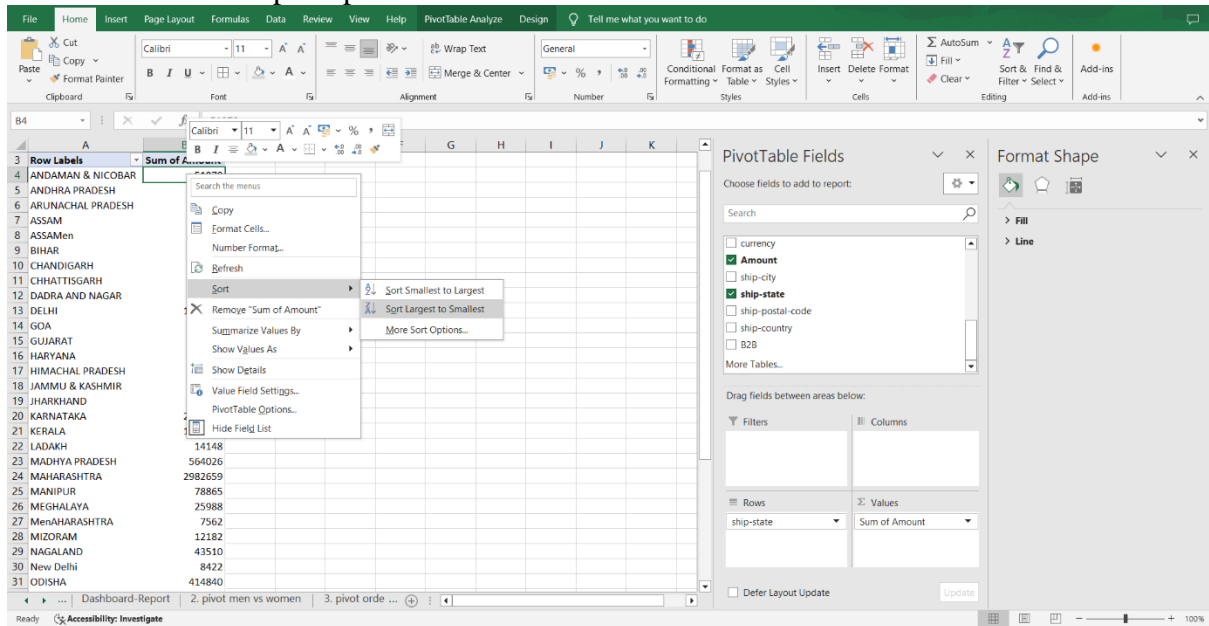 File Home Insert Page Layout Formulas Data Review View Help PivotTable Analyze Design Tell me what you want to do
Cut
Copy
Format Painter
Paste
Clipboard
Calibri 11 A A
B I U A
Font
Wrap Text
Merge & Center
Alignment
General
% ,
Number
Conditional Formatting
Format as Table
Cell Styles
Styles
Insert Delete Format
Cells
AutoSum
Fill
Clear
Sort & Filter
Find & Select
Editing
Add-ins
Add-ins
B4
Calibri 11 A A % ,
B I A
A G H I J K
3 Row Labels Sum of Amount
4 ANDAMAN & NICOBAR
5 ANDHRA PRADESH
6 ARUNACHAL PRADESH
7 ASSAM
8 ASSAMen
9 BIHAR
10 CHANDIGARH
11 CHHATTISGARH
12 DADRA AND NAGAR
13 DELHI
14 GOA
15 GUJARAT
16 HARYANA
17 HIMACHAL PRADESH
18 JAMMU & KASHMIR
19 JHARKHAND
20 KARNATAKA
21 KERALA
22 LADAKH 14148
23 MADHYA PRADESH 564026
24 MAHARASHTRA 2982659
25 MANIPUR 78865
26 MEGHALAYA 25988
27 MenAHARASHTRA 7562
28 MIZORAM 12182
29 NAGALAND 43510
30 New Delhi 8422
31 ODISHA 414840
Search the menus
Copy
Format Cells...
Number Format...
Refresh
Sort
Remove "Sum of Amount"
Summarize Values By
Show Values As
Show Details
Value Field Settings...
PivotTable Options...
Hide Field List
Sort Smallest to Largest
Sort Largest to Smallest
More Sort Options...
PivotTable Fields
Choose fields to add to report:
Search
currency
Amount
ship-city
ship-state
ship-postal-code
ship-country
B2B
More Tables...
Drag fields between areas below:
Filters
Columns
Rows
Σ Values
ship-state
Sum of Amount
Defer Layout Update
Update
Format Shape
Fill
Line
... Dashboard-Report 2. pivot men vs women 3. pivot orde ...
Ready Accessibility: Investigate 100%